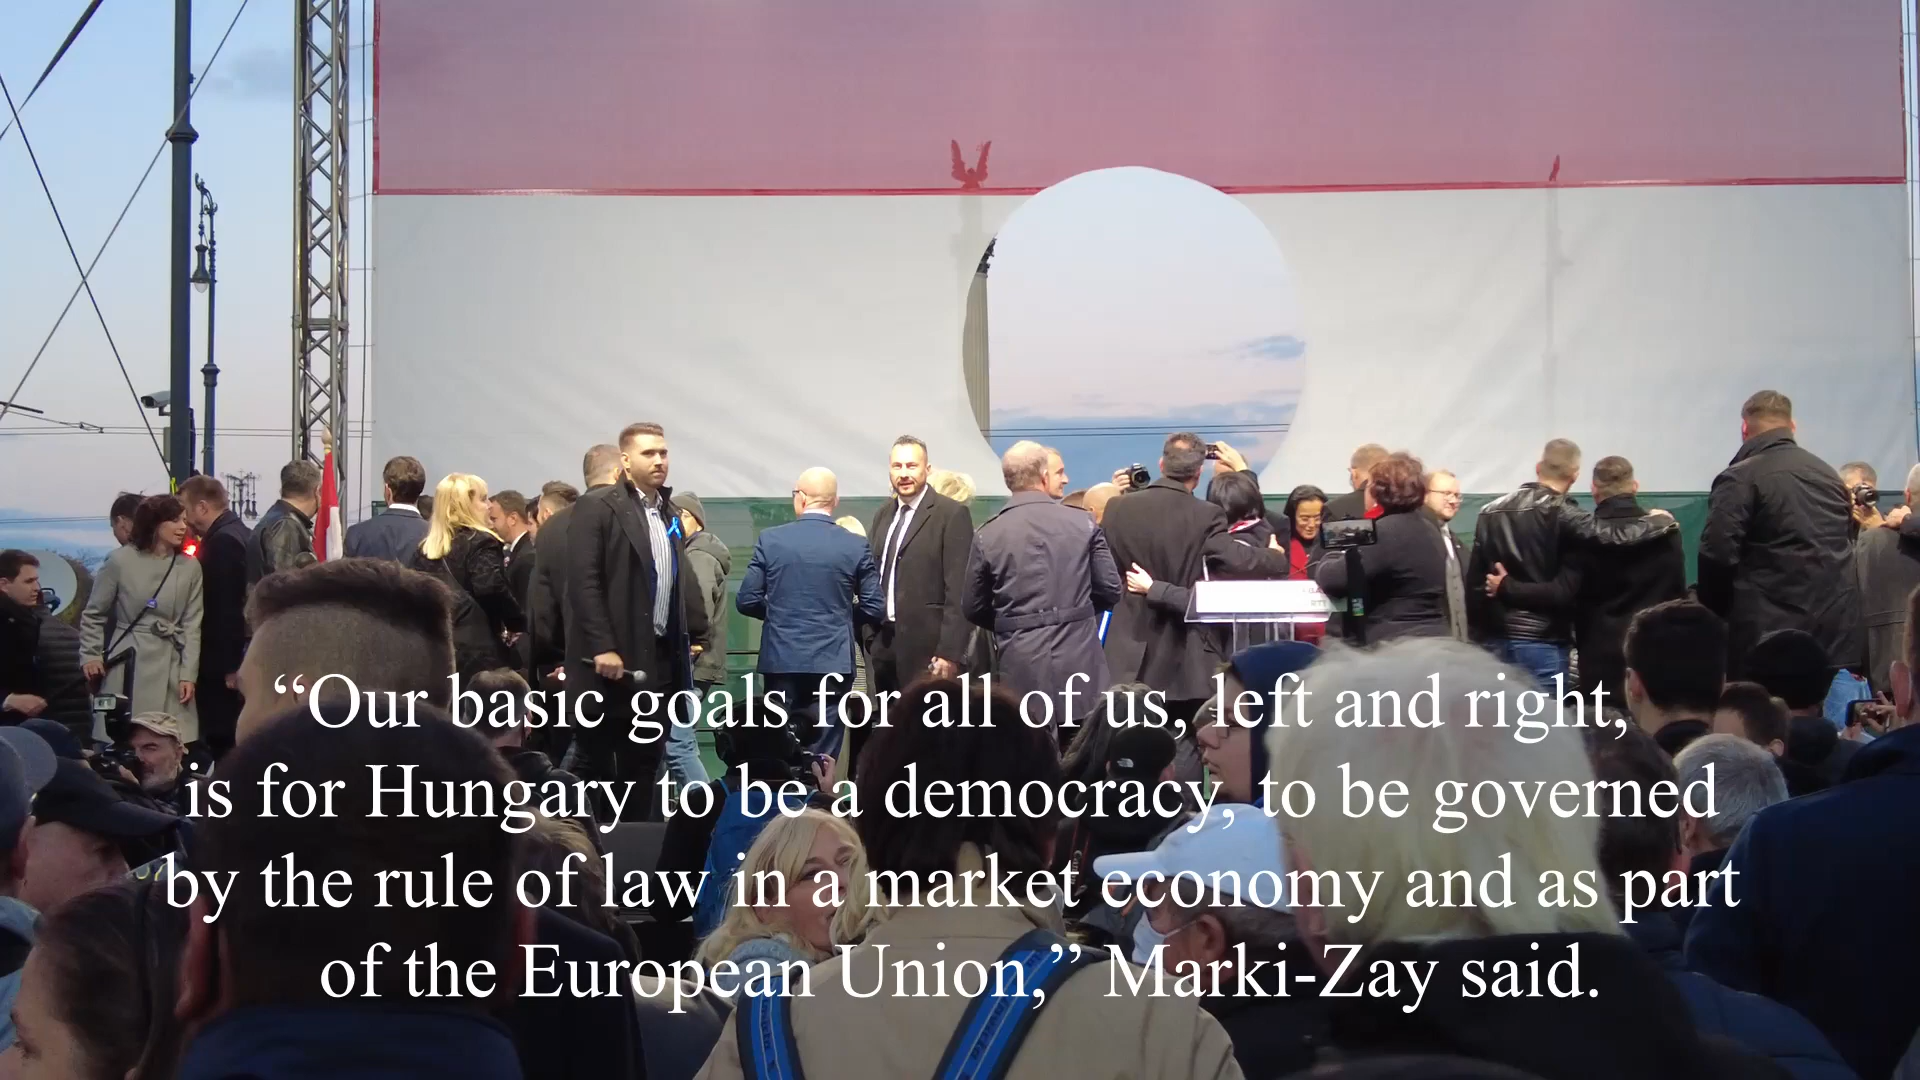 “Our basic goals for all of us, left and right,
is for Hungary to be a democracy, to be governed
by the rule of law in a market economy and as part
of the European Union,” Marki-Zay said.